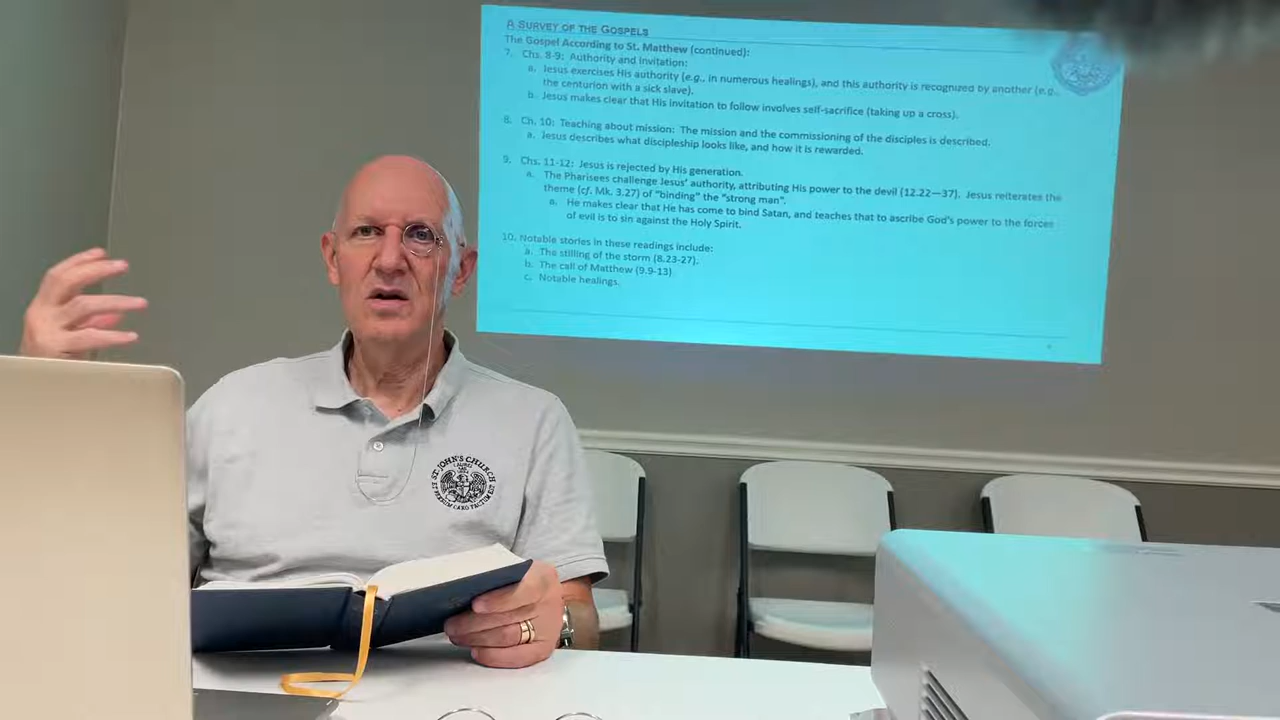 A SURVEY OF THE GOSPELS
The Gospel According to St. Matthew (continued):
7. Chs. 8-9: Authority and Invitation:
a. Jesus exercises His authority (e.g., in numerous healings), and this authority is recognized by another (e.g.,
the centurion with a sick slave).
b. Jesus makes clear that His invitation to follow involves self-sacrifice (taking up a cross).
8. Ch. 10: Teaching about mission: The mission and the commissioning of the disciples is described.
a. Jesus describes what discipleship looks like, and how it is rewarded.
9. Chs. 11-12: Jesus is rejected by His generation.
a. The Pharisees challenge Jesus' authority, attributing His power to the devil (12.22—37). Jesus reiterates the
theme (cf. Mk. 3.27) of "binding" the "strong man".
a. He makes clear that He has come to bind Satan, and teaches that to ascribe God's power to the forces
of evil is to sin against the Holy Spirit.
10. Notable stories in these readings include:
a. The stilling of the storm (8.23-27).
b. The call of Matthew (9.9-13)
c. Notable healings.
ST. JOHN'S CHURCH
LAUREL
ET VERBUM CARO FACTUM EST